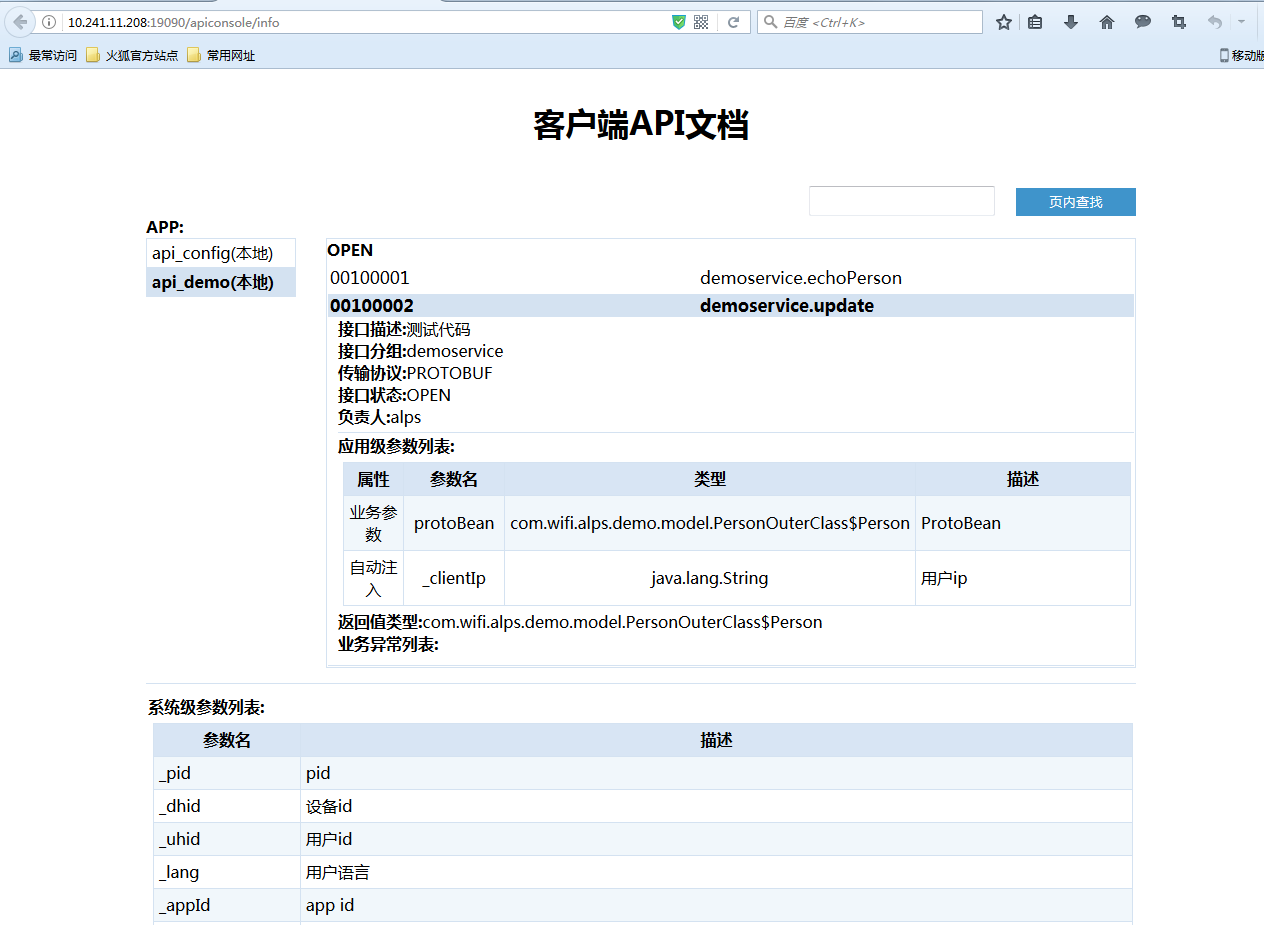 10.241.11.208:19090/apiconsole/info
百度 <Ctrl+K>
最常访问 火狐官方站点 常用网址
移动版
客户端API文档
页内查找
APP:
api_config(本地)
api_demo(本地)
OPEN
00100001 demoservice.echoPerson
00100002 demoservice.update
接口描述:测试代码
接口分组:demoservice
传输协议:PROTOBUF
接口状态:OPEN
负责人:alps
应用级参数列表:
属性 参数名 类型 描述
业务参数 protoBean com.wifi.alps.demo.model.PersonOuterClass$Person ProtoBean
自动注入 _clientIp java.lang.String 用户ip
返回值类型:com.wifi.alps.demo.model.PersonOuterClass$Person
业务异常列表:
系统级参数列表:
参数名 描述
_pid pid
_dhid 设备id
_uhid 用户id
_lang 用户语言
_appId app id